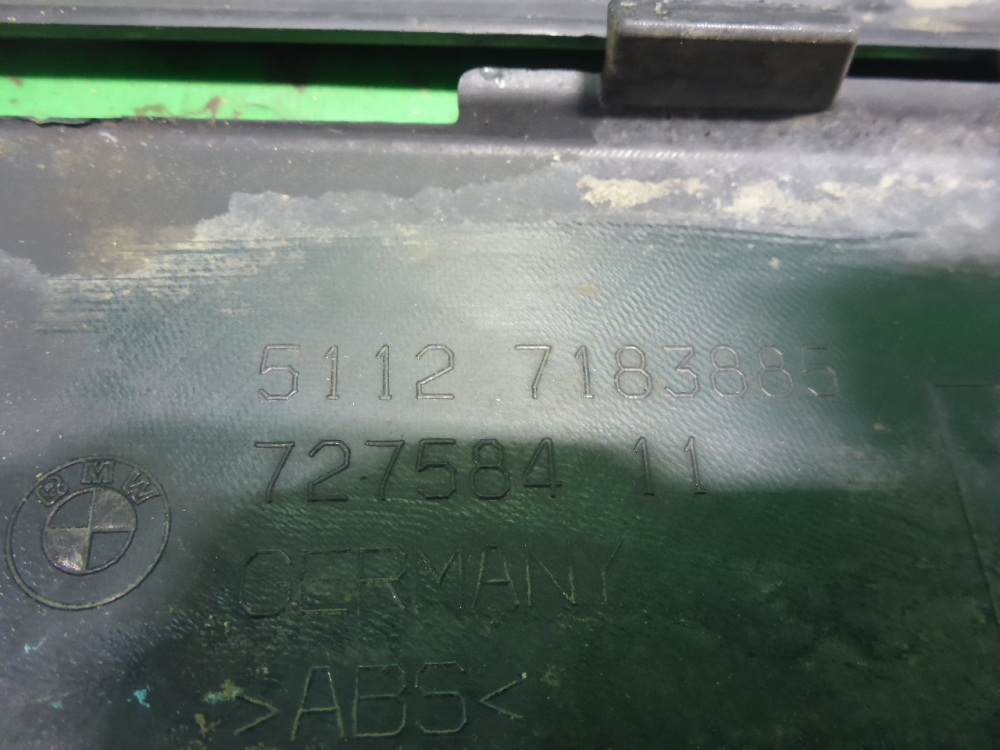 5112 7183885
727584 11
BMW
GERMANY
>ABS<